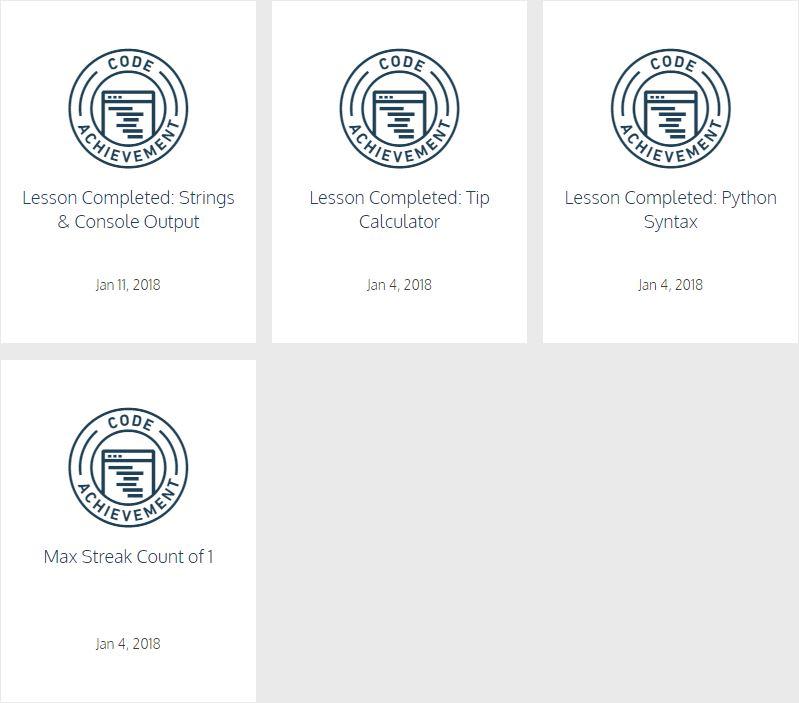 CODE
ACHIEVEMENT
Lesson Completed: Strings
& Console Output
Jan 11, 2018
CODE
ACHIEVEMENT
Lesson Completed: Tip
Calculator
Jan 4, 2018
CODE
ACHIEVEMENT
Lesson Completed: Python
Syntax
Jan 4, 2018
CODE
ACHIEVEMENT
Max Streak Count of 1
Jan 4, 2018